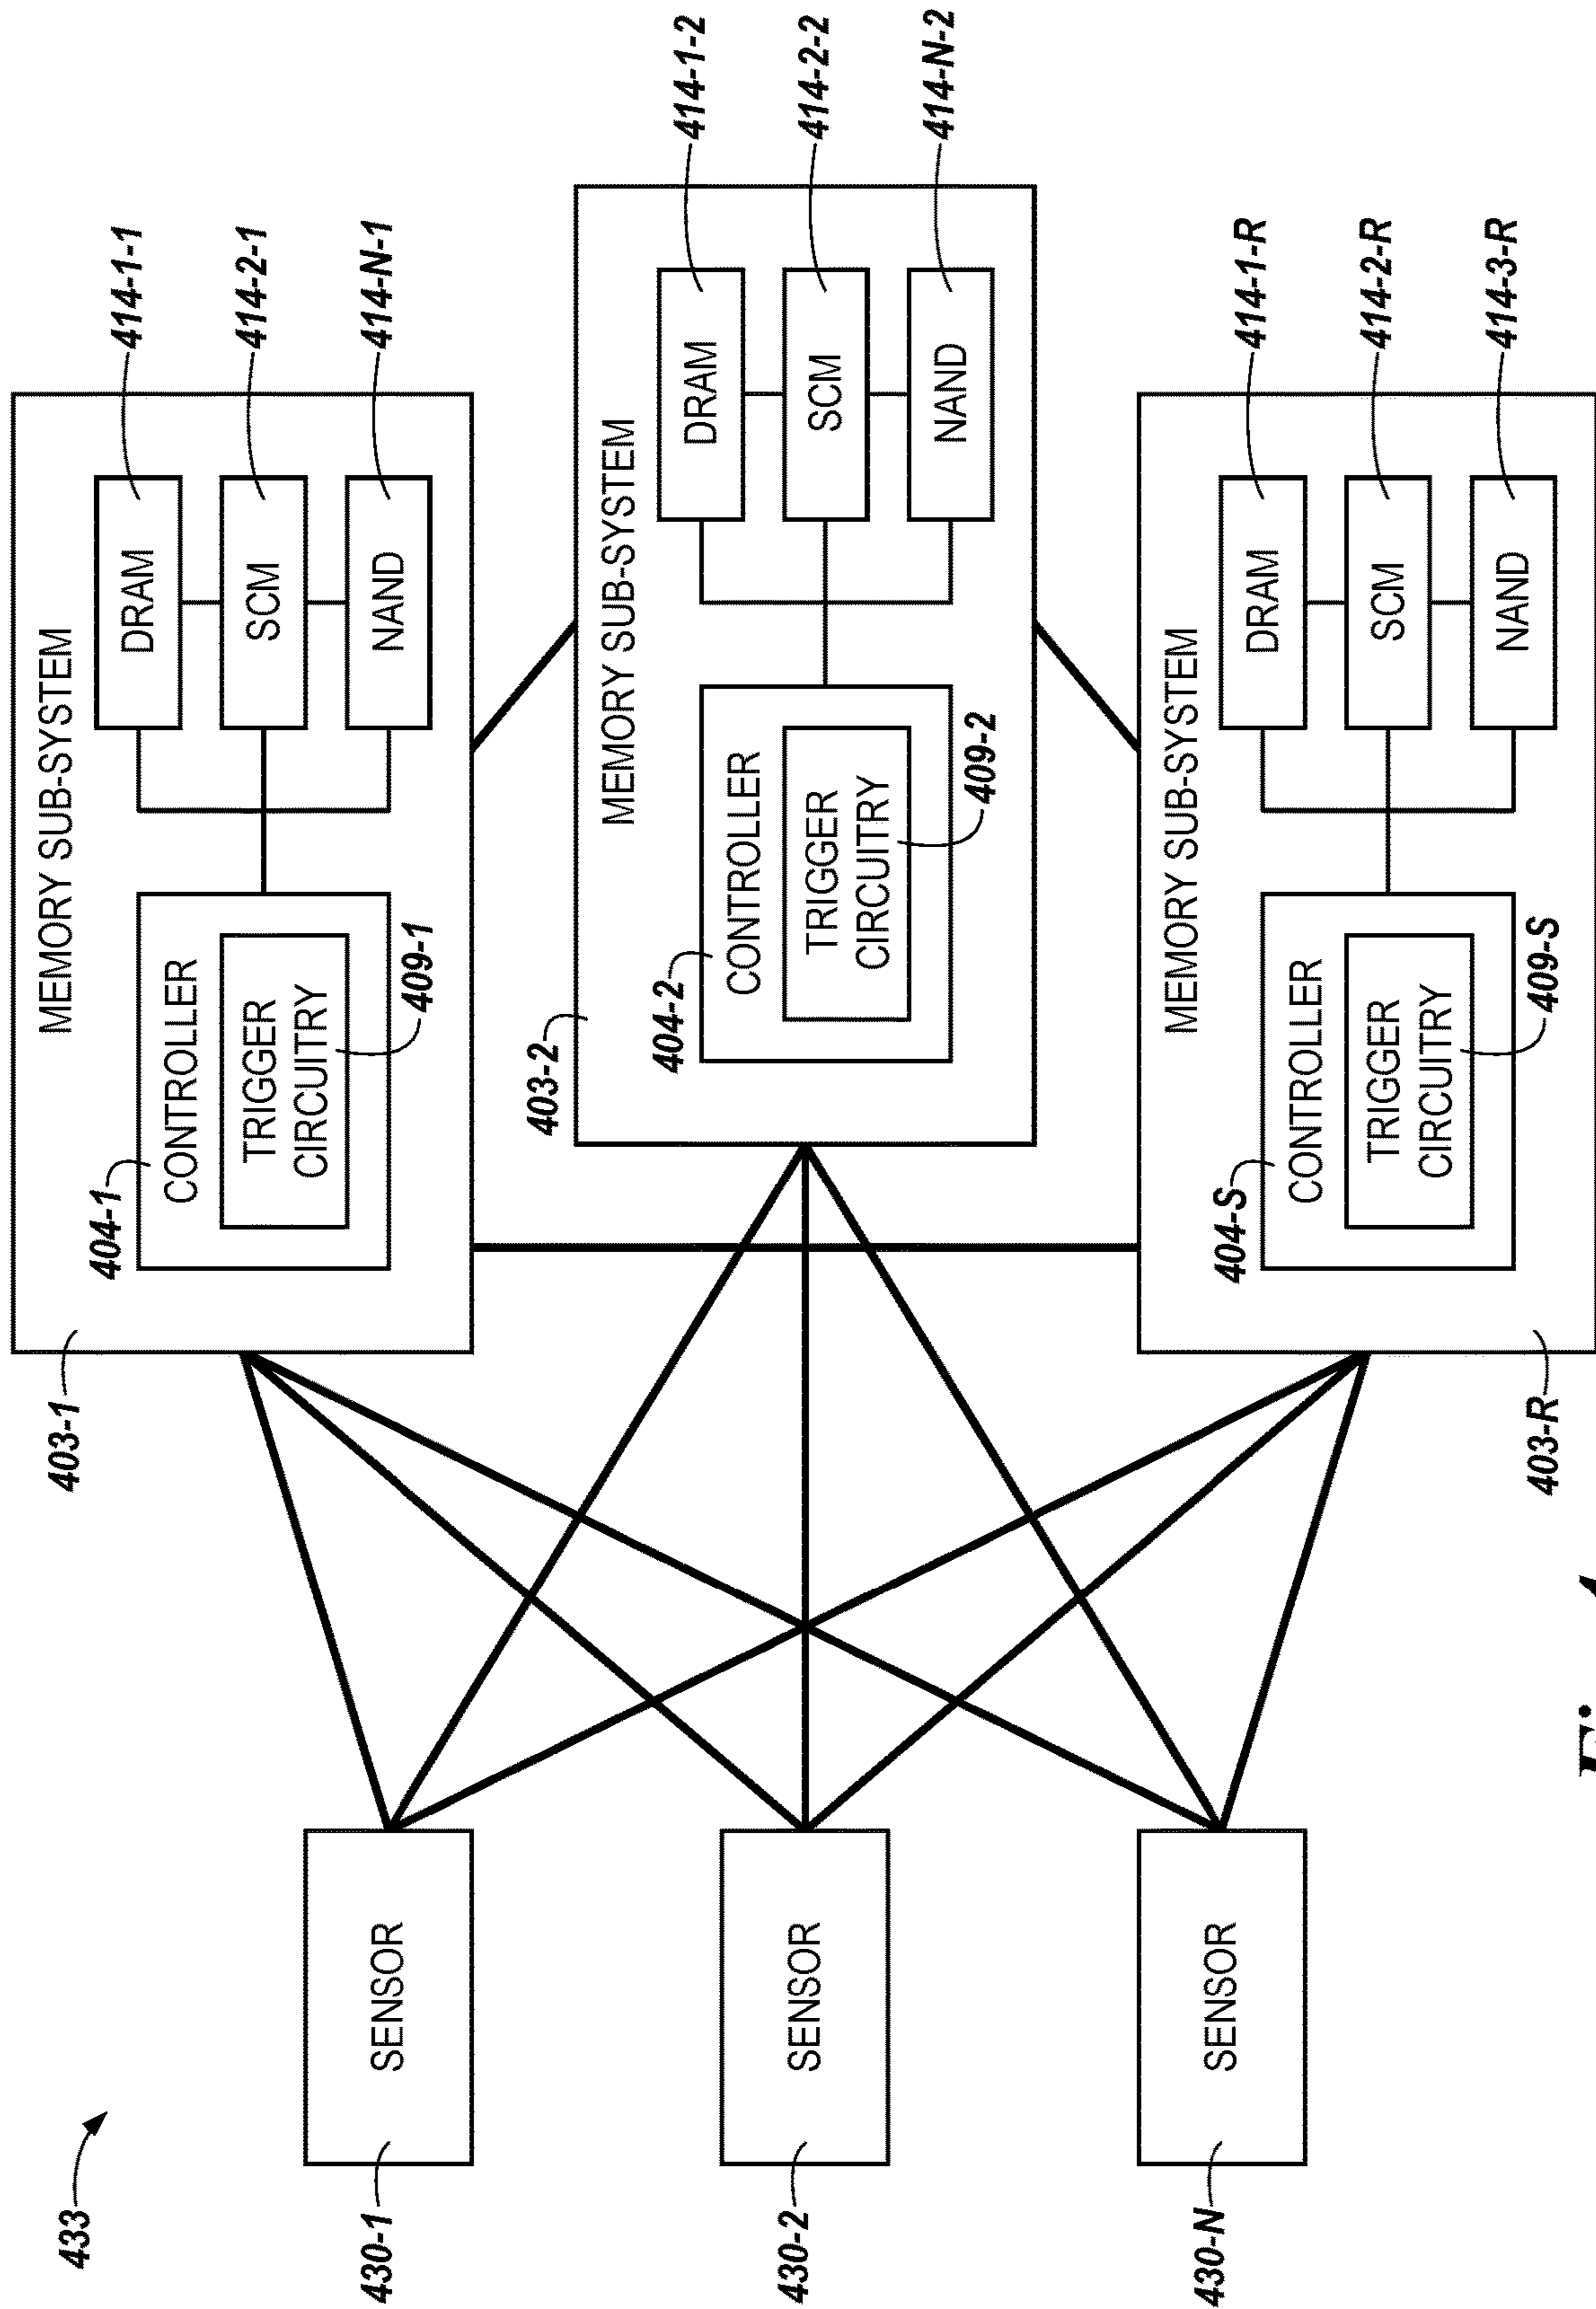 433
430-1
SENSOR
430-2
SENSOR
430-N
SENSOR
403-1
MEMORY SUB-SYSTEM
404-1
CONTROLLER
TRIGGER
CIRCUITRY
409-1
DRAM
SCM
NAND
414-1-1
414-2-1
414-N-1
403-2
MEMORY SUB-SYSTEM
404-2
CONTROLLER
TRIGGER
CIRCUITRY
409-2
DRAM
SCM
NAND
414-1-2
414-2-2
414-N-2
403-R
MEMORY SUB-SYSTEM
404-S
CONTROLLER
TRIGGER
CIRCUITRY
409-S
DRAM
SCM
NAND
414-1-R
414-2-R
414-3-R